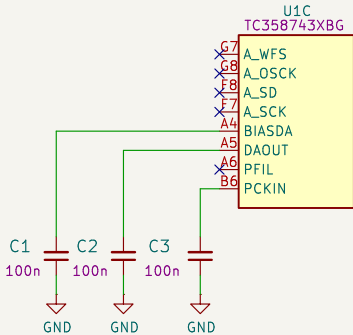 U1C
TC358743XBG
G7 A_WFS
G8 A_OSCK
F8 A_SD
F7 A_SCK
A4 BIASDA
A5 DAOUT
A6 PFIL
B6 PCKIN
C1 C2 C3
100n 100n 100n
GND GND GND